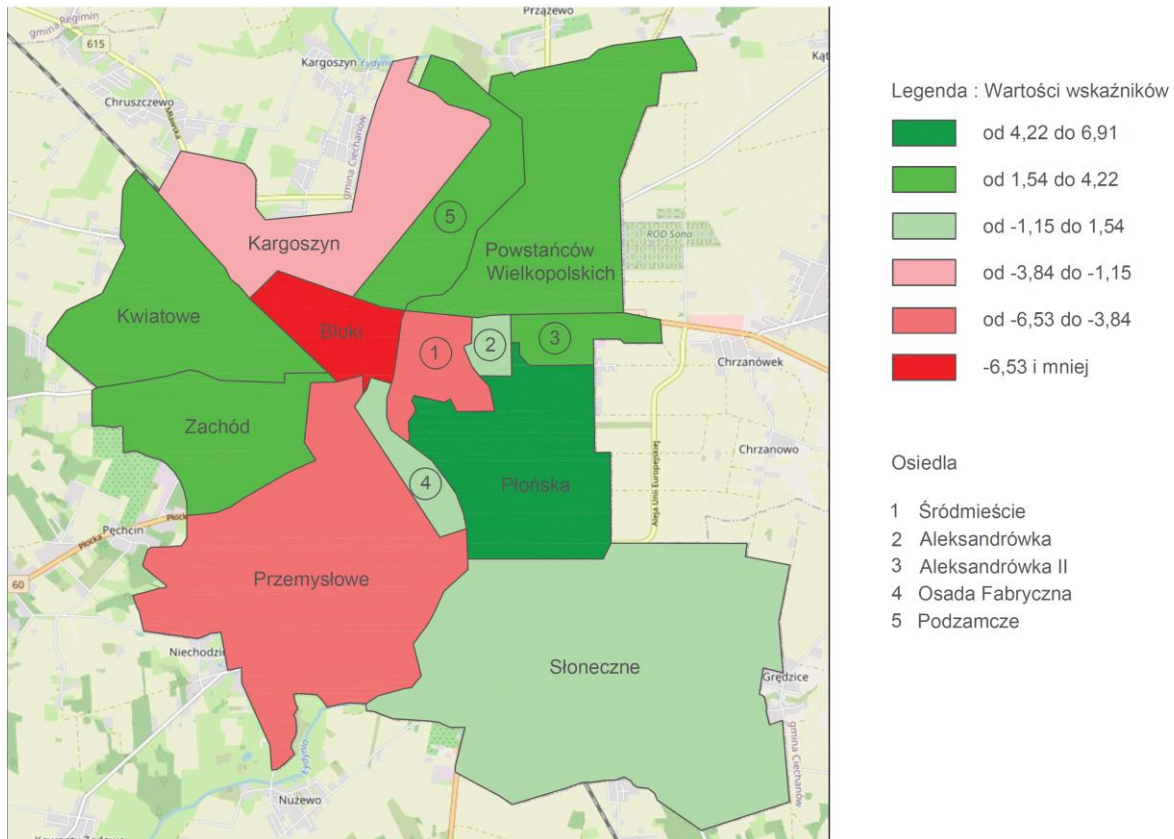 gmina Regimin
615
Chruszczewo
Mławska
Kargoszyn
Łydynia
Przążewo
Kąt
gmina Ciechanów
Kargoszyn
5
Powstańców
Wielkopolskich
ROD Sona
Kwiatowe
Bloki
1
2
3
Chrzanówek
Zachód
4
Płońska
Chrzanowo
Aleja Unii Europejskiej
Pęchcin
Płock
Płocka
60
Przemysłowe
Niechodzin
Słoneczne
Grędzice
gmina Ciechanów
Łydynia
Nużewo
Legenda : Wartości wskaźników
od 4,22 do 6,91
od 1,54 do 4,22
od -1,15 do 1,54
od -3,84 do -1,15
od -6,53 do -3,84
-6,53 i mniej
Osiedla
1 Śródmieście
2 Aleksandrówka
3 Aleksandrówka II
4 Osada Fabryczna
5 Podzamcze